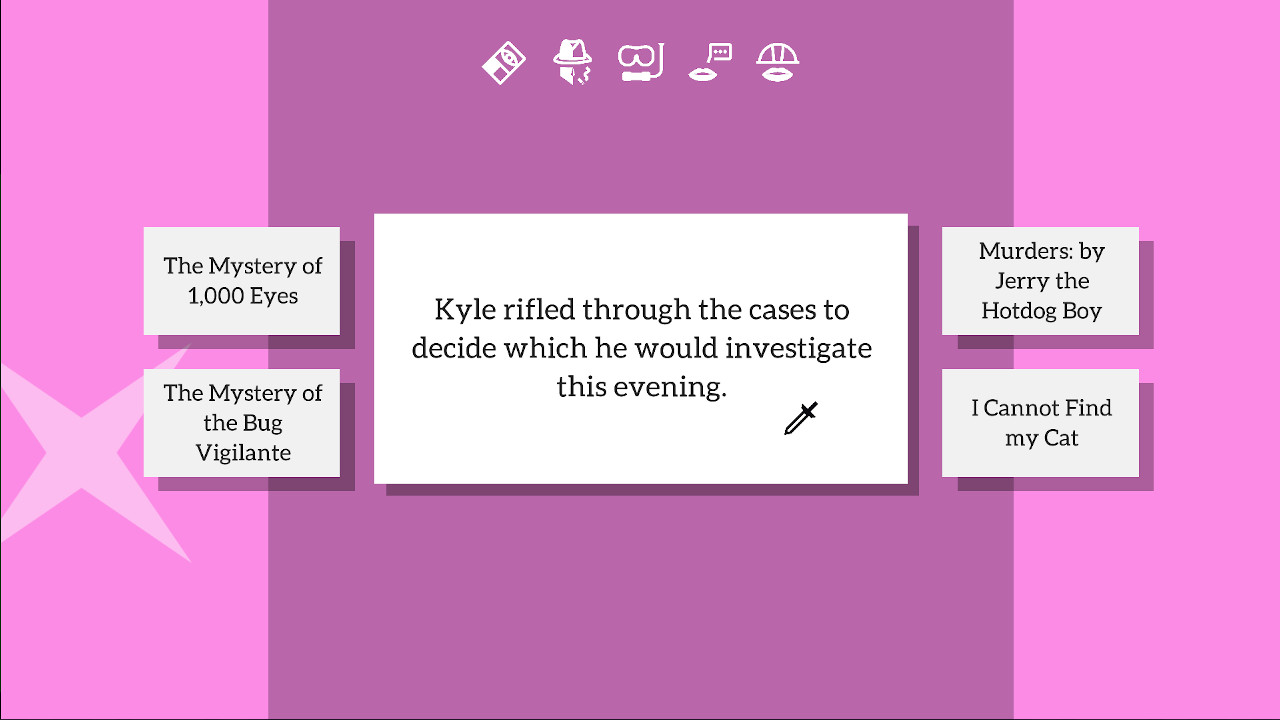 The Mystery of
1,000 Eyes
The Mystery of
the Bug
Vigilante
Kyle rifled through the cases to
decide which he would investigate
this evening.
Murders: by
Jerry the
Hotdog Boy
I Cannot Find
my Cat